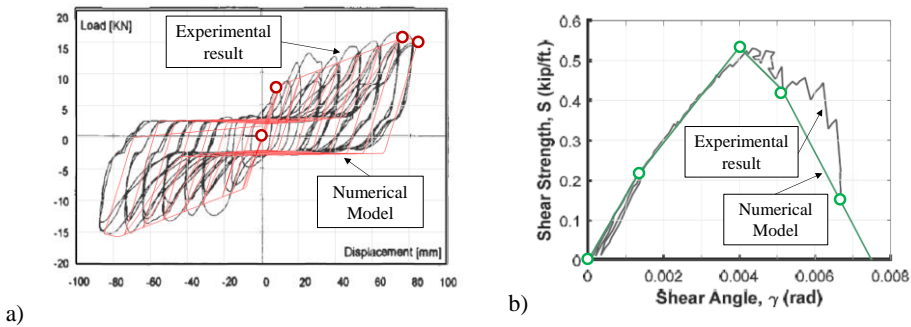 20
Load [KN]
15
10
5
0
-5
-10
-15
-20
-100 -80 -60 -40 -20 0 20 40 60 80 100
Displacement [mm]
Experimental
result
Numerical
Model
a)
0.6
0.5
0.4
0.3
0.2
0.1
0
0 0.002 0.004 0.006 0.008
Shear Strength, S (kip/ft.)
Shear Angle, γ (rad)
Experimental
result
Numerical
Model
b)